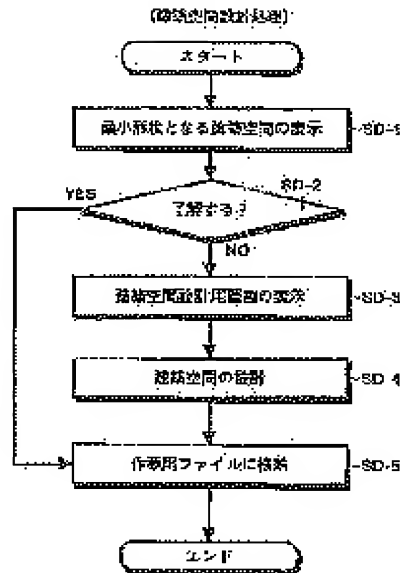 (建築空間設計処理)
スタート
最小形状となる建築空間の表示
SD-1
SD-2
了解する?
YES
NO
建築空間設計用画面の表示
SD-3
建築空間の設計
SD-4
作業用ファイルに格納
SD-5
エンド